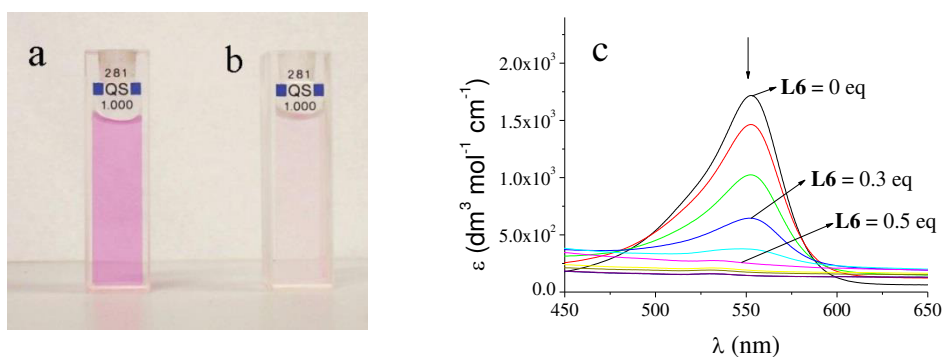 a
281
QS
1.000
b
281
QS
1.000
c
ε (dm³ mol⁻¹ cm⁻¹)
2.0x10³
1.5x10³
1.0x10³
5.0x10²
0.0
L6 = 0 eq
L6 = 0.3 eq
L6 = 0.5 eq
450 500 550 600 650
λ (nm)